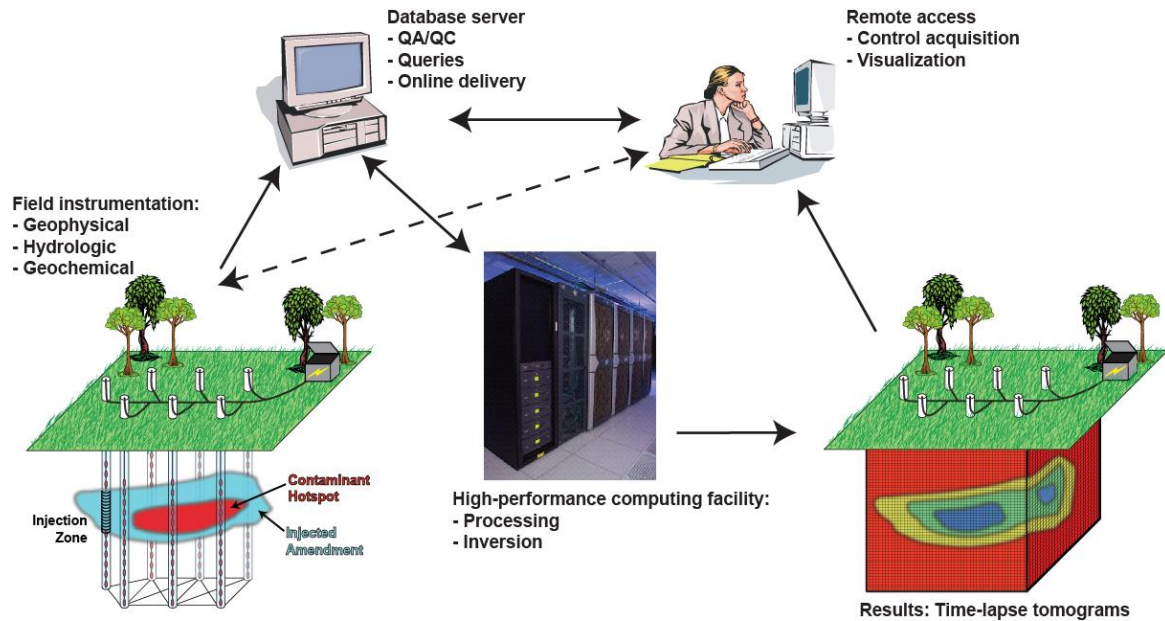 Database server
- QA/QC
- Queries
- Online delivery
Remote access
- Control acquisition
- Visualization
Field instrumentation:
- Geophysical
- Hydrologic
- Geochemical
Contaminant
Hotspot
Injection
Zone
Injected
Amendment
High-performance computing facility:
- Processing
- Inversion
Results: Time-lapse tomograms